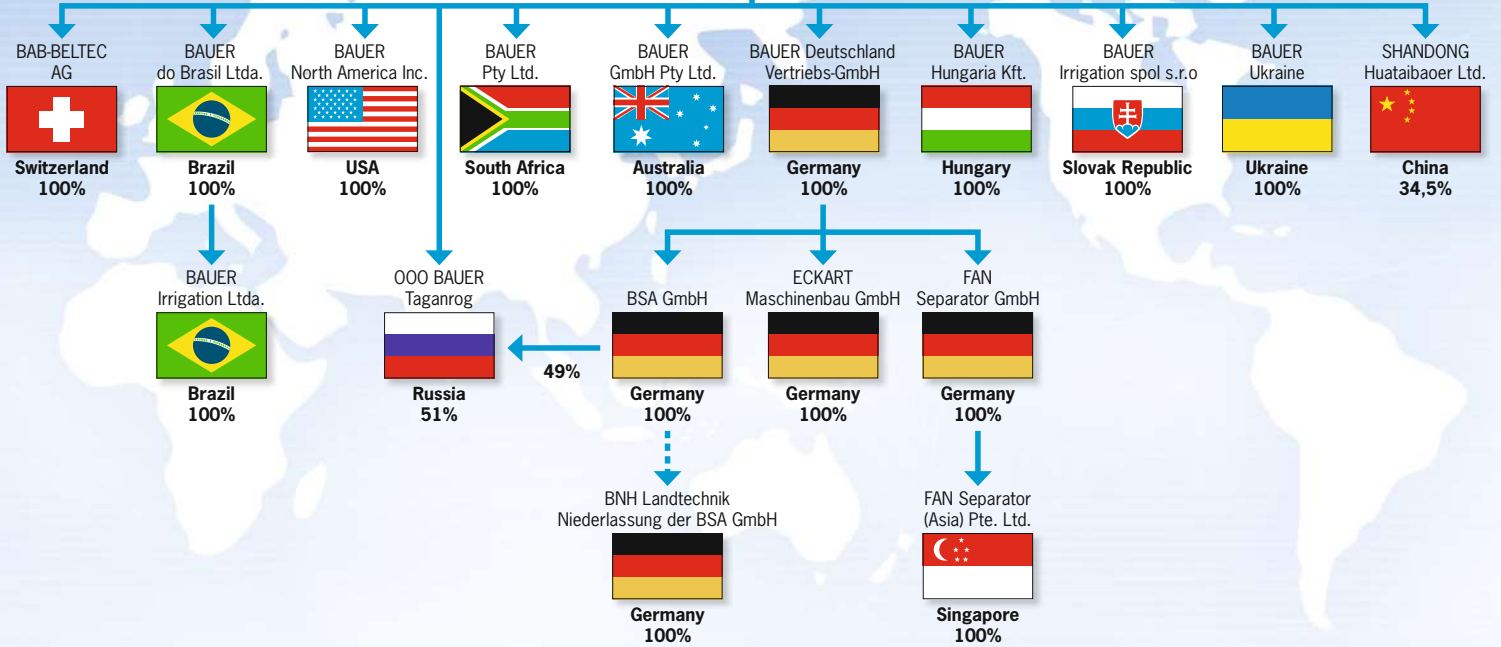 BAB-BELTEC
AG
Switzerland
100%
BAUER
do Brasil Ltda.
Brazil
100%
BAUER
North America Inc.
USA
100%
BAUER
Pty Ltd.
South Africa
100%
BAUER
GmbH Pty Ltd.
Australia
100%
BAUER Deutschland
Vertriebs-GmbH
Germany
100%
BAUER
Hungaria Kft.
Hungary
100%
BAUER
Irrigation spol s.r.o
Slovak Republic
100%
BAUER
Ukraine
Ukraine
100%
SHANDONG
Huataibaoer Ltd.
China
34,5%
BAUER
Irrigation Ltda.
Brazil
100%
OOO BAUER
Taganrog
Russia
51%
49%
BSA GmbH
Germany
100%
ECKART
Maschinenbau GmbH
Germany
100%
FAN
Separator GmbH
Germany
100%
BNH Landtechnik
Niederlassung der BSA GmbH
Germany
100%
FAN Separator
(Asia) Pte. Ltd.
Singapore
100%